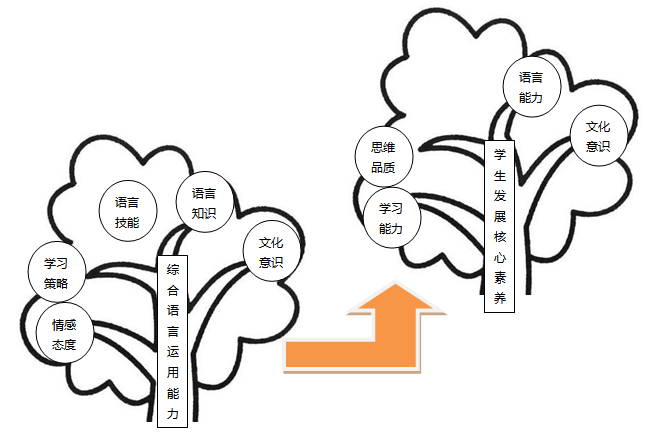 语言
技能
语言
知识
文化
意识
学习
策略
情感
态度
综
合
语
言
运
用
能
力
语言
能力
文化
意识
思维
品质
学习
能力
学
生
发
展
核
心
素
养